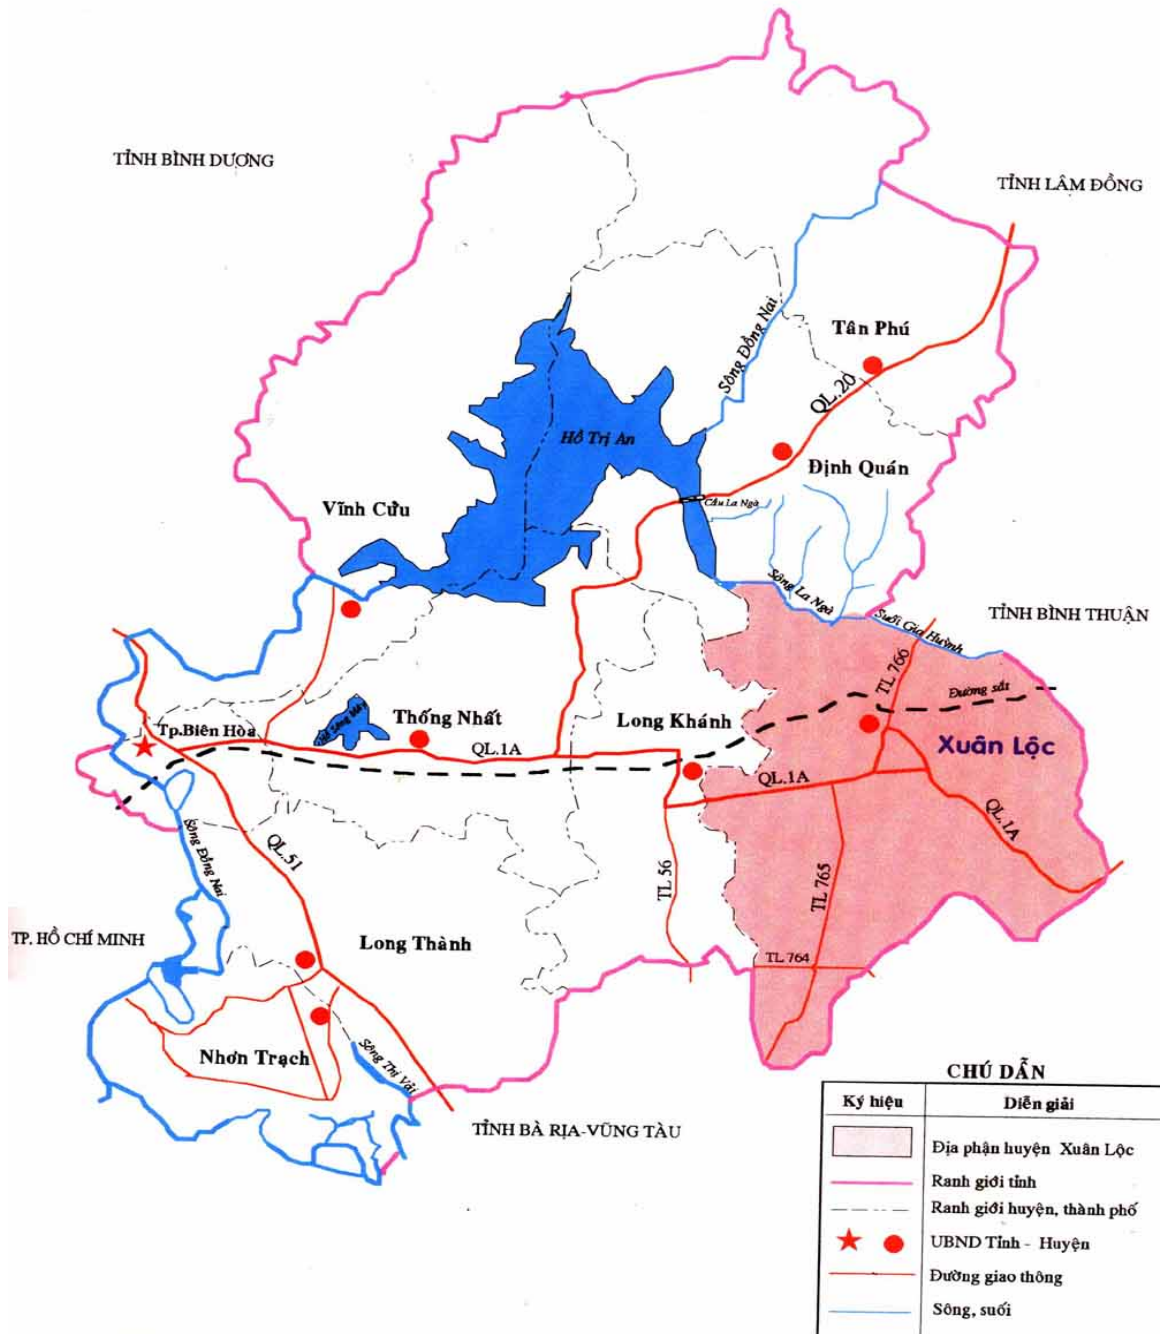 TỈNH BÌNH DƯƠNG
TỈNH LÂM ĐỒNG
Sông Đồng Nai
Tân Phú
QL.20
Hồ Trị An
Định Quán
Cầu La Ngà
Vĩnh Cửu
Sông La Ngà
Suối Gia Huỳnh
TỈNH BÌNH THUẬN
TL 766
Đường sắt
Tp.Biên Hòa
Hồ Sông Mây
Thống Nhất
Long Khánh
QL.1A
Xuân Lộc
QL.1A
QL.1A
Sông Đồng Nai
QL.51
TL 56
TL 765
TP. HỒ CHÍ MINH
Long Thành
TL 764
Nhơn Trạch
Sông Thị Vải
TỈNH BÀ RỊA-VŨNG TÀU
CHÚ DẪN
Ký hiệu Diễn giải
Địa phận huyện Xuân Lộc
Ranh giới tỉnh
Ranh giới huyện, thành phố
UBND Tỉnh - Huyện
Đường giao thông
Sông, suối